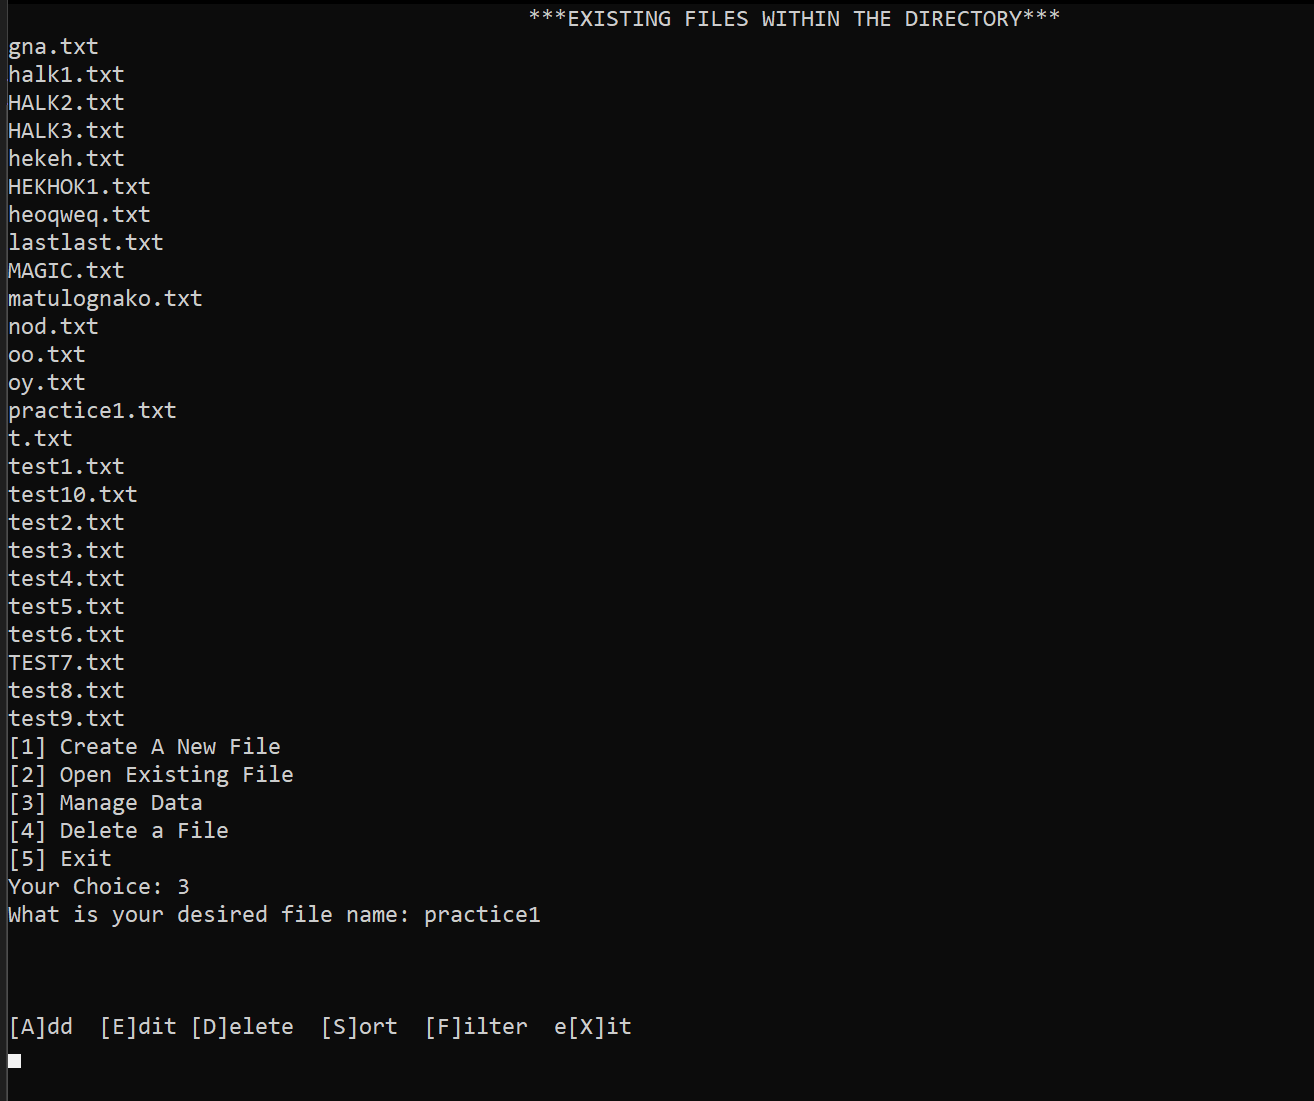 ***EXISTING FILES WITHIN THE DIRECTORY***
gna.txt
halk1.txt
HALK2.txt
HALK3.txt
hekeh.txt
HEKHOK1.txt
heoqweq.txt
lastlast.txt
MAGIC.txt
matulognako.txt
nod.txt
oo.txt
oy.txt
practice1.txt
t.txt
test1.txt
test10.txt
test2.txt
test3.txt
test4.txt
test5.txt
test6.txt
TEST7.txt
test8.txt
test9.txt
[1] Create A New File
[2] Open Existing File
[3] Manage Data
[4] Delete a File
[5] Exit
Your Choice: 3
What is your desired file name: practice1
[A]dd  [E]dit [D]elete  [S]ort  [F]ilter  e[X]it